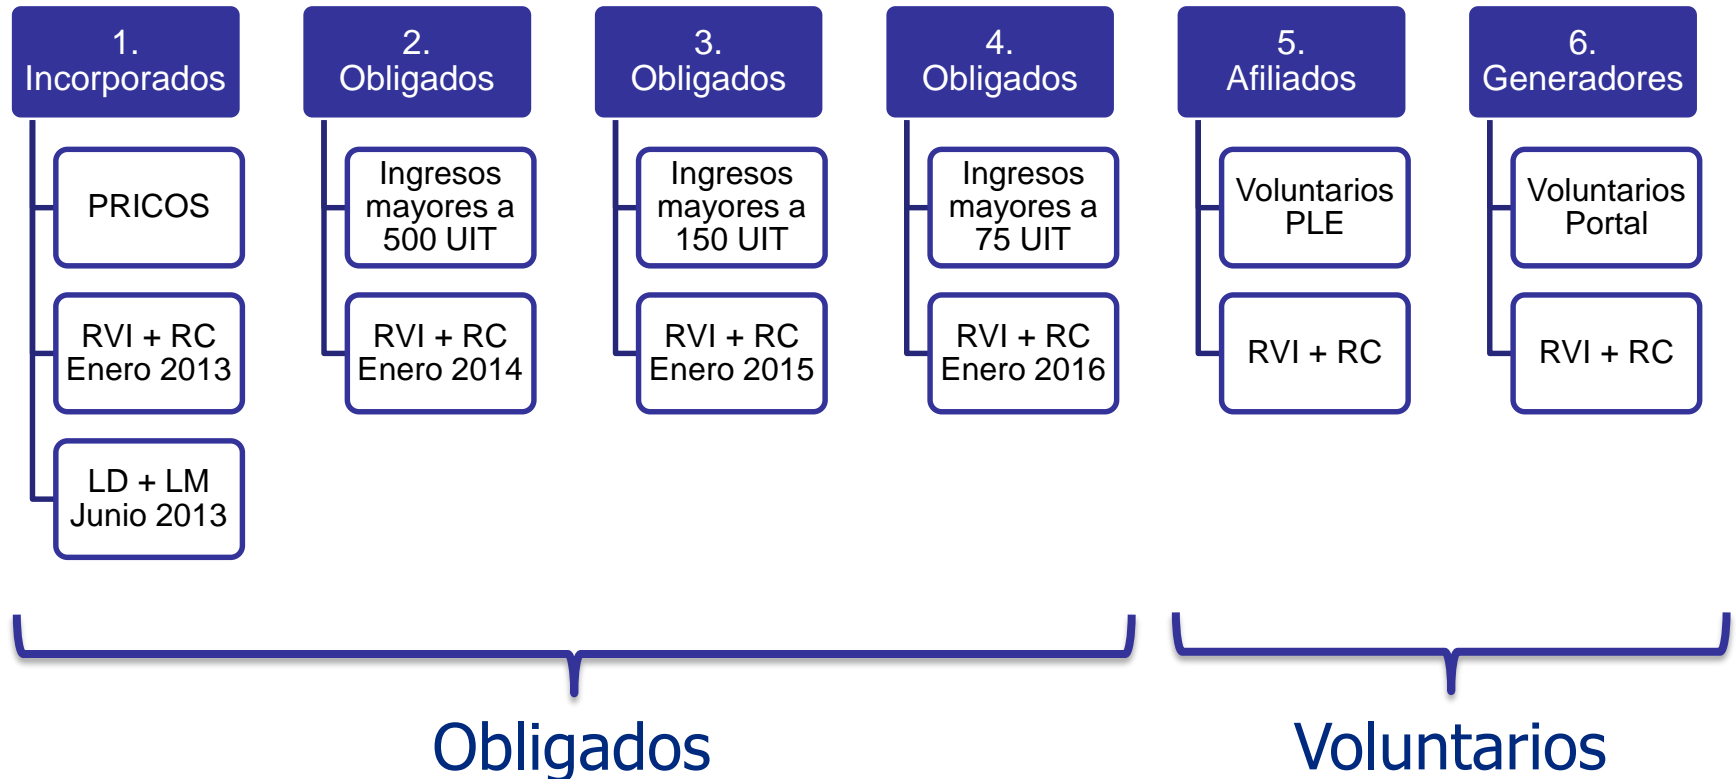 1.
Incorporados
PRICOS
RVI + RC
Enero 2013
LD + LM
Junio 2013
2.
Obligados
Ingresos
mayores a
500 UIT
RVI + RC
Enero 2014
3.
Obligados
Ingresos
mayores a
150 UIT
RVI + RC
Enero 2015
4.
Obligados
Ingresos
mayores a
75 UIT
RVI + RC
Enero 2016
5.
Afiliados
Voluntarios
PLE
RVI + RC
6.
Generadores
Voluntarios
Portal
RVI + RC
Obligados
Voluntarios